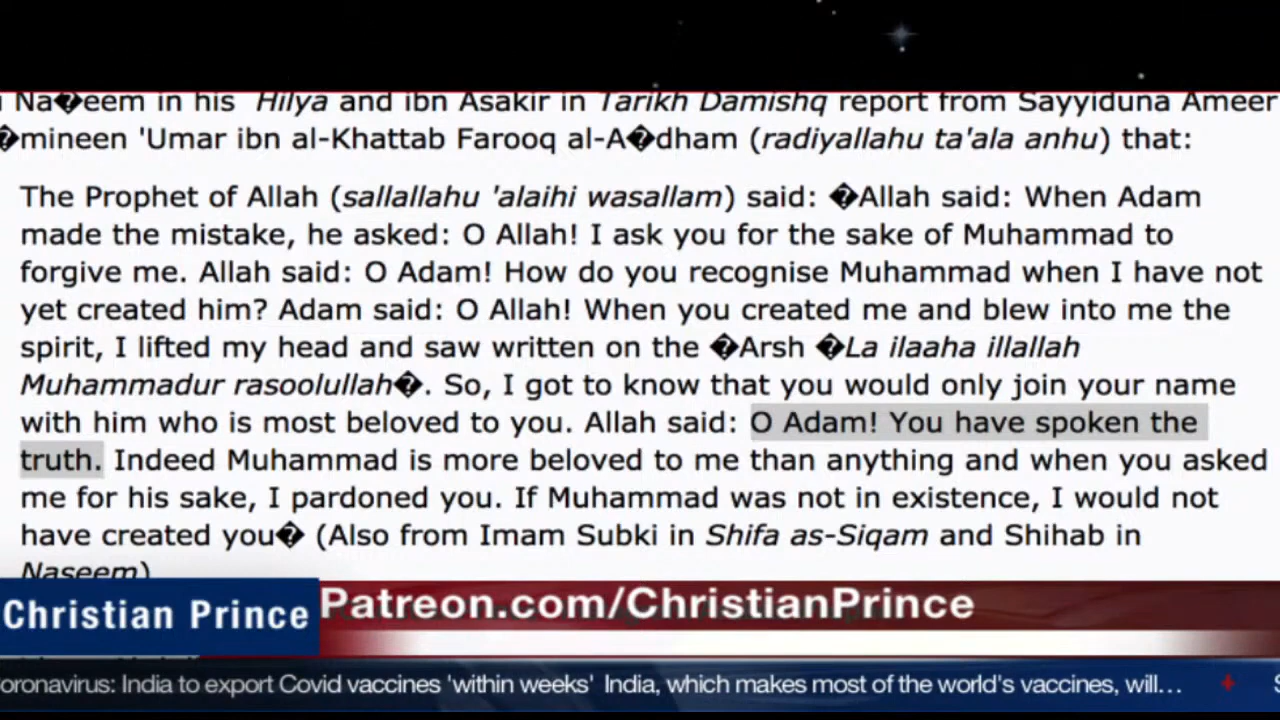 Na�eem in his Hilya and ibn Asakir in Tarikh Damishq report from Sayyiduna Ameer
�mineen 'Umar ibn al-Khattab Farooq al-A�dham (radiyallahu ta'ala anhu) that:
The Prophet of Allah (sallallahu 'alaihi wasallam) said: �Allah said: When Adam
made the mistake, he asked: O Allah! I ask you for the sake of Muhammad to
forgive me. Allah said: O Adam! How do you recognise Muhammad when I have not
yet created him? Adam said: O Allah! When you created me and blew into me the
spirit, I lifted my head and saw written on the �Arsh �La ilaaha illallah
Muhammadur rasoolullah�. So, I got to know that you would only join your name
with him who is most beloved to you. Allah said: O Adam! You have spoken the
truth. Indeed Muhammad is more beloved to me than anything and when you asked
me for his sake, I pardoned you. If Muhammad was not in existence, I would not
have created you� (Also from Imam Subki in Shifa as-Siqam and Shihab in
Naseem)
Christian Prince
Patreon.com/ChristianPrince
oronavirus: India to export Covid vaccines 'within weeks' India, which makes most of the world's vaccines, will... S